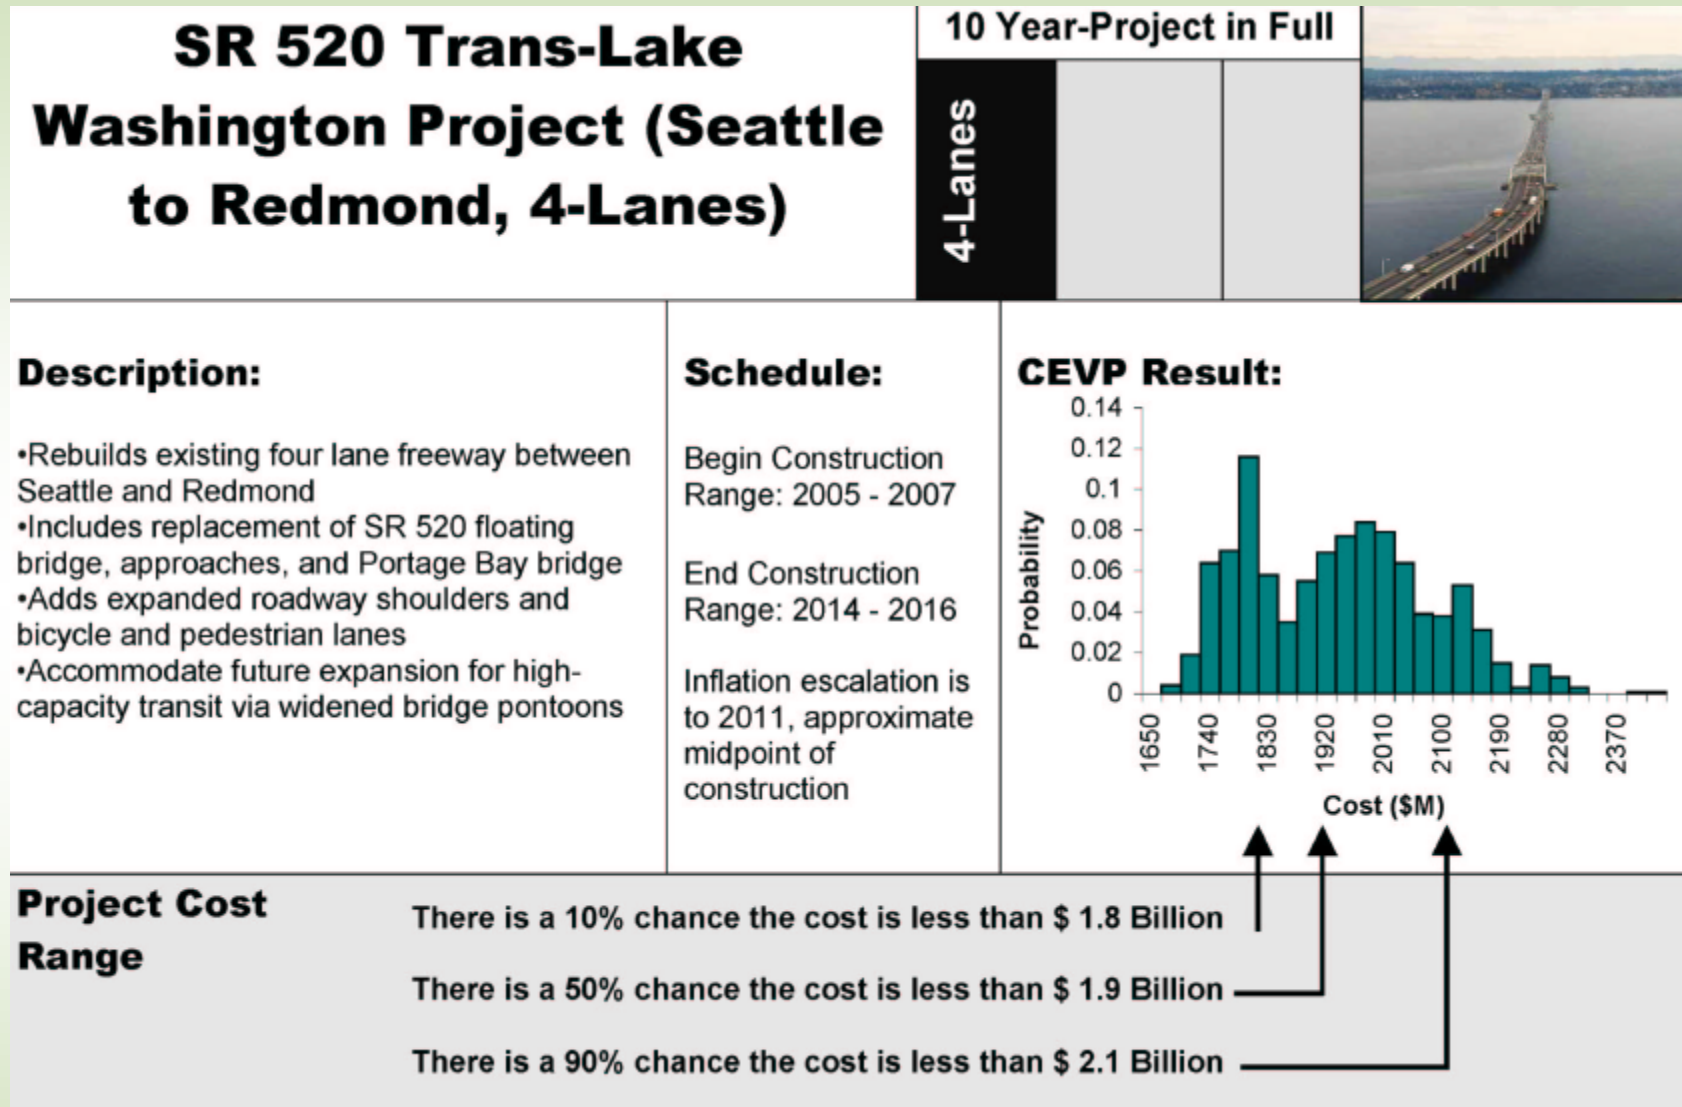 SR 520 Trans-Lake
Washington Project (Seattle
to Redmond, 4-Lanes)
10 Year-Project in Full
4-Lanes
Description:
•Rebuilds existing four lane freeway between
Seattle and Redmond
•Includes replacement of SR 520 floating
bridge, approaches, and Portage Bay bridge
•Adds expanded roadway shoulders and
bicycle and pedestrian lanes
•Accommodate future expansion for high-
capacity transit via widened bridge pontoons
Schedule:
Begin Construction
Range: 2005 - 2007
End Construction
Range: 2014 - 2016
Inflation escalation is
to 2011, approximate
midpoint of
construction
CEVP Result:
Probability
0.14
0.12
0.1
0.08
0.06
0.04
0.02
0
1650 1740 1830 1920 2010 2100 2190 2280 2370
Cost ($M)
Project Cost
Range
There is a 10% chance the cost is less than $ 1.8 Billion
There is a 50% chance the cost is less than $ 1.9 Billion
There is a 90% chance the cost is less than $ 2.1 Billion